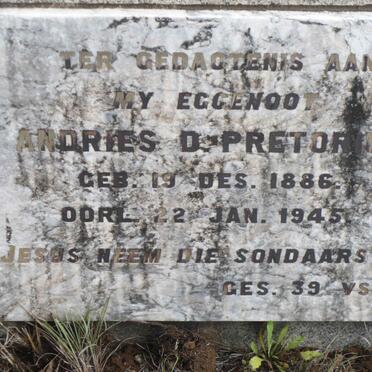 TER GEDAGTENIS AAN
MY EGGENOOT
ANDRIES D. PRETORI
GEB. 19 DES. 1886.
OORL. 22 JAN. 1945.
JESUS NEEM DIE SONDAARS
GES. 39 VS